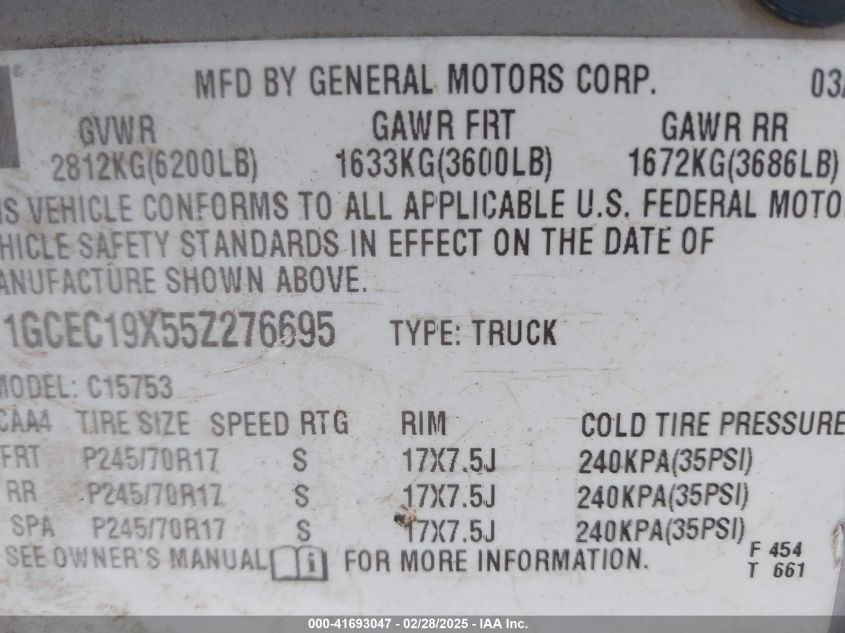 MFD BY GENERAL MOTORS CORP. 03/
GVWR GAWR FRT GAWR RR
2812KG(6200LB) 1633KG(3600LB) 1672KG(3686LB)
IS VEHICLE CONFORMS TO ALL APPLICABLE U.S. FEDERAL MOTO
HICLE SAFETY STANDARDS IN EFFECT ON THE DATE OF
ANUFACTURE SHOWN ABOVE.
1GCEC19X55Z276695 TYPE: TRUCK
MODEL: C15753
CAA4 TIRE SIZE SPEED RTG RIM COLD TIRE PRESSURE
FRT P245/70R17 S 17X7.5J 240KPA(35PSI)
RR P245/70R17 S 17X7.5J 240KPA(35PSI)
SPA P245/70R17 S 17X7.5J 240KPA(35PSI)
SEE OWNER'S MANUAL FOR MORE INFORMATION.
F 454
T 661
000-41693047 - 02/28/2025 - IAA Inc.